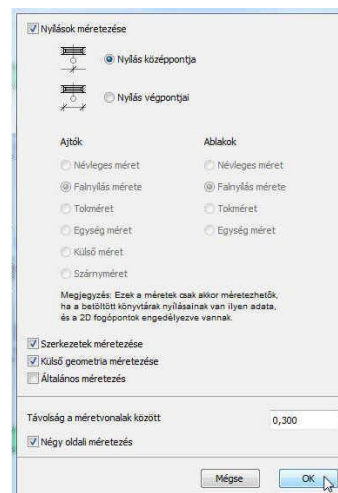 Nyílások méretezése
Nyílás középpontja
Nyílás végpontjai
Ajtók Ablakok
Névleges méret Névleges méret
Falnyílás mérete Falnyílás mérete
Tokméret Tokméret
Egység méret Egység méret
Külső méret
Szárnyméret
Megjegyzés: Ezek a méretek csak akkor méretezhetők,
ha a betöltött könyvtárak nyílásainak van ilyen adata,
és a 2D fogópontok engedélyezve vannak.
Szerkezetek méretezése
Külső geometria méretezése
Általános méretezés
Távolság a méretvonalak között 0,300
Négy oldali méretezés
Mégse OK